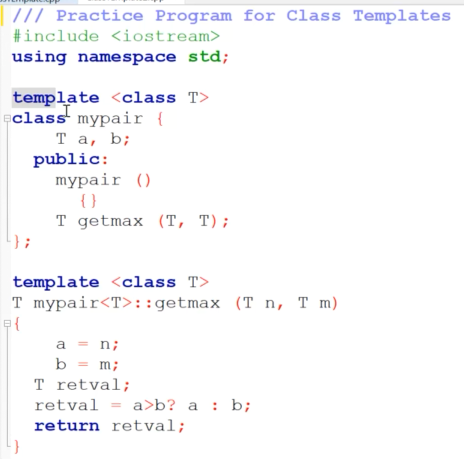 /// Practice Program for Class Templates
#include <iostream>
using namespace std;
template <class T>
class mypair {
T a, b;
public:
mypair ()
{}
T getmax (T, T);
};
template <class T>
T mypair<T>::getmax (T n, T m)
{
a = n;
b = m;
T retval;
retval = a>b? a : b;
return retval;
}